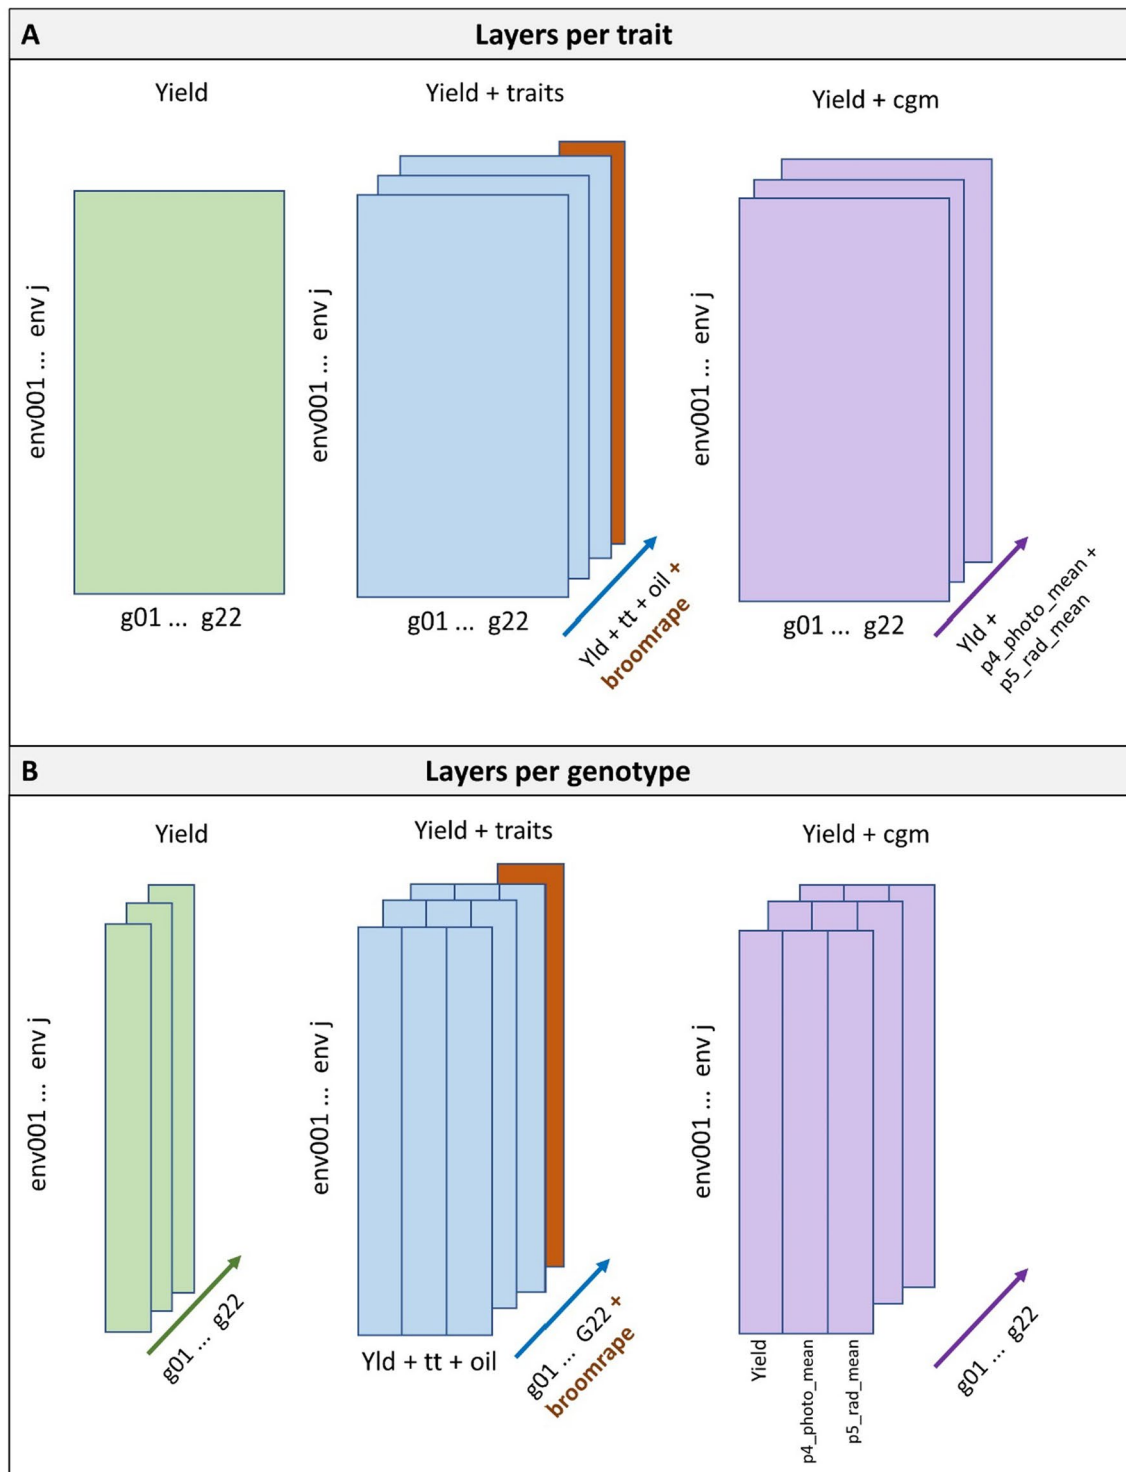 A
Layers per trait
Yield
Yield + traits
Yield + cgm
env001 ... env j
env001 ... env j
env001 ... env j
g01 ... g22
g01 ... g22
g01 ... g22
Yld + tt + oil +
broomrape
Yld +
p4_photo_mean +
p5_rad_mean
B
Layers per genotype
Yield
Yield + traits
Yield + cgm
env001 ... env j
env001 ... env j
env001 ... env j
g01 ... g22
Yld + tt + oil
g01 ... G22 +
broomrape
Yield
p4_photo_mean
p5_rad_mean
g01 ... g22